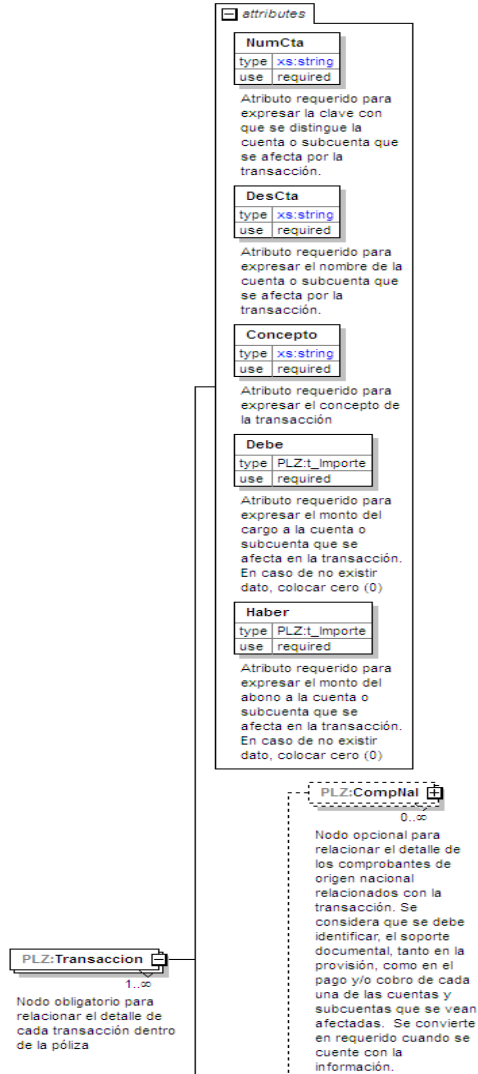 attributes
NumCta
type xs:string
use required
Atributo requerido para
expresar la clave con
que se distingue la
cuenta o subcuenta que
se afecta por la
transacción.
DesCta
type xs:string
use required
Atributo requerido para
expresar el nombre de la
cuenta o subcuenta que
se afecta por la
transacción.
Concepto
type xs:string
use required
Atributo requerido para
expresar el concepto de
la transacción
Debe
type PLZ:t_Importe
use required
Atributo requerido para
expresar el monto del
cargo a la cuenta o
subcuenta que se
afecta en la transacción.
En caso de no existir
dato, colocar cero (0)
Haber
type PLZ:t_Importe
use required
Atributo requerido para
expresar el monto del
abono a la cuenta o
subcuenta que se
afecta en la transacción.
En caso de no existir
dato, colocar cero (0)
PLZ:CompNal
0..∞
Nodo opcional para
relacionar el detalle de
los comprobantes de
origen nacional
relacionados con la
transacción. Se
considera que se debe
identificar, el soporte
documental, tanto en la
provisión, como en el
pago y/o cobro de cada
una de las cuentas y
subcuentas que se vean
afectadas. Se convierte
en requerido cuando se
cuente con la
información.
PLZ:Transaccion
1..∞
Nodo obligatorio para
relacionar el detalle de
cada transacción dentro
de la póliza